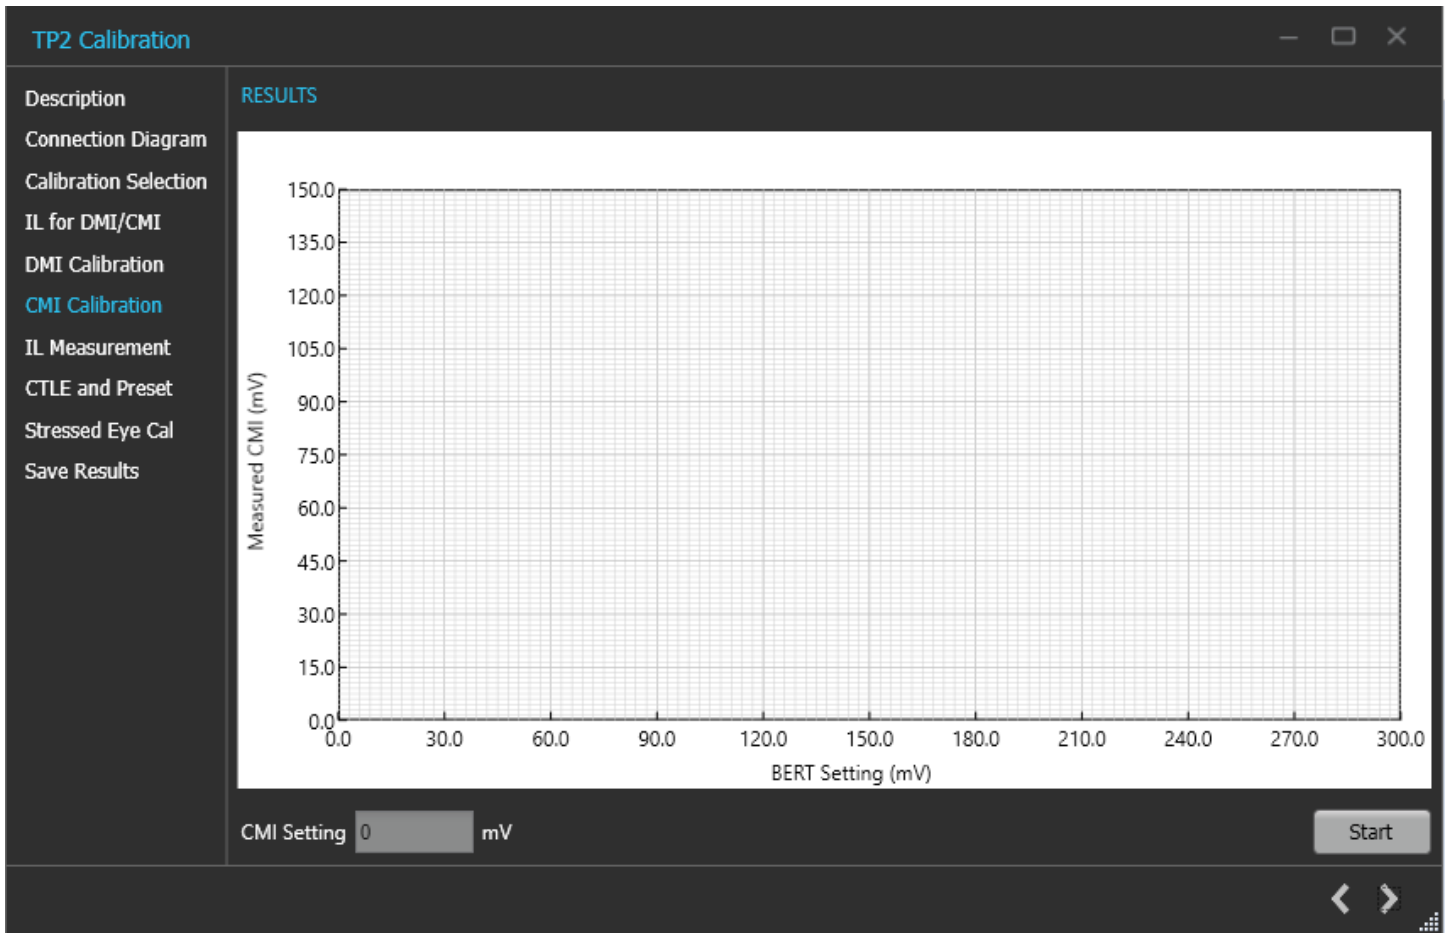 TP2 Calibration
Description
Connection Diagram
Calibration Selection
IL for DMI/CMI
DMI Calibration
CMI Calibration
IL Measurement
CTLE and Preset
Stressed Eye Cal
Save Results
RESULTS
Measured CMI (mV)
150.0
135.0
120.0
105.0
90.0
75.0
60.0
45.0
30.0
15.0
0.0
0.0 30.0 60.0 90.0 120.0 150.0 180.0 210.0 240.0 270.0 300.0
BERT Setting (mV)
CMI Setting 0 mV
Start